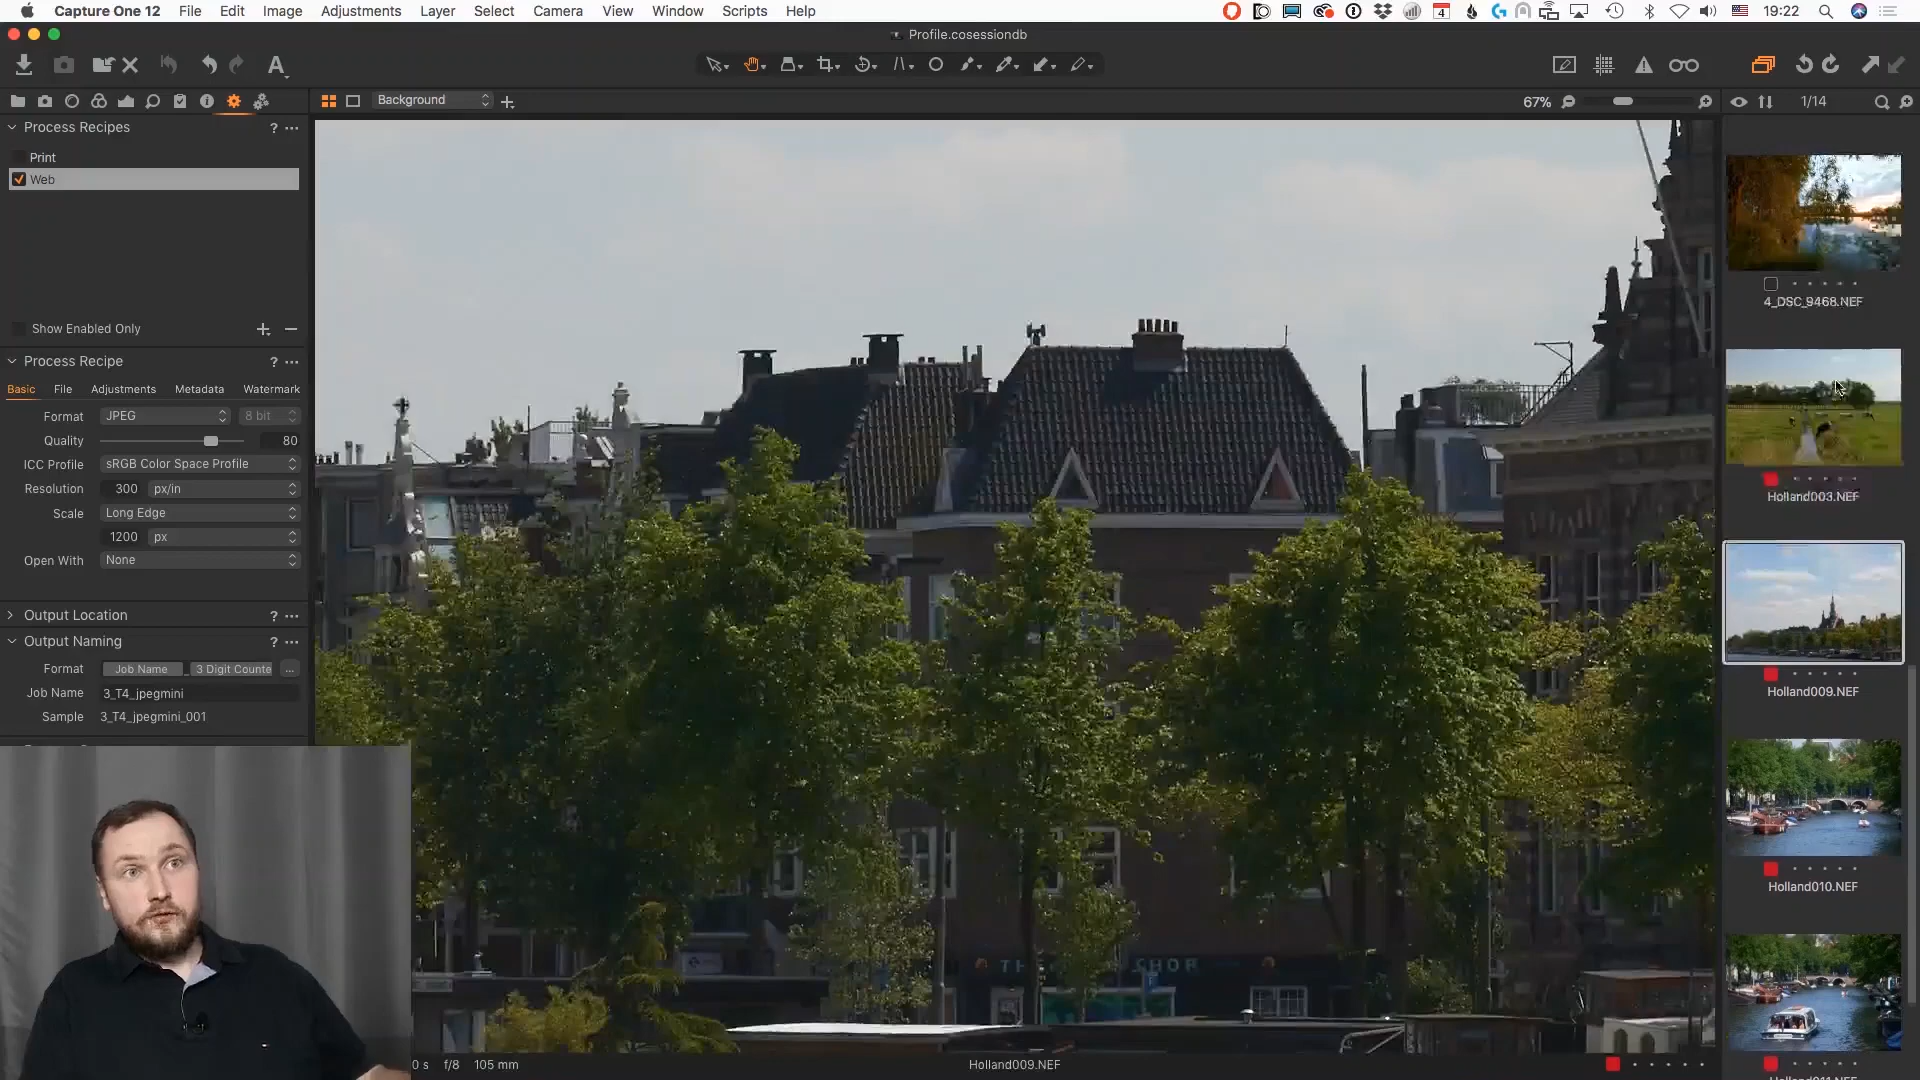 Capture One 12 File Edit Image Adjustments Layer Select Camera View Window Scripts Help 4 19:22
Profile.cosessiondb
A
Background 67% 1/14
Process Recipes ? ...
Print
Web
Show Enabled Only
Process Recipe ? ...
Basic File Adjustments Metadata Watermark
Format JPEG 8 bit
Quality 80
ICC Profile sRGB Color Space Profile
Resolution 300 px/in
Scale Long Edge
1200 px
Open With None
Output Location ? ...
Output Naming ? ...
Format Job Name _ 3 Digit Counte ...
Job Name 3_T4_jpegmini
Sample 3_T4_jpegmini_001
4_DSC_9468.NEF
Holland003.NEF
Holland009.NEF
Holland010.NEF
0 s f/8 105 mm
Holland009.NEF